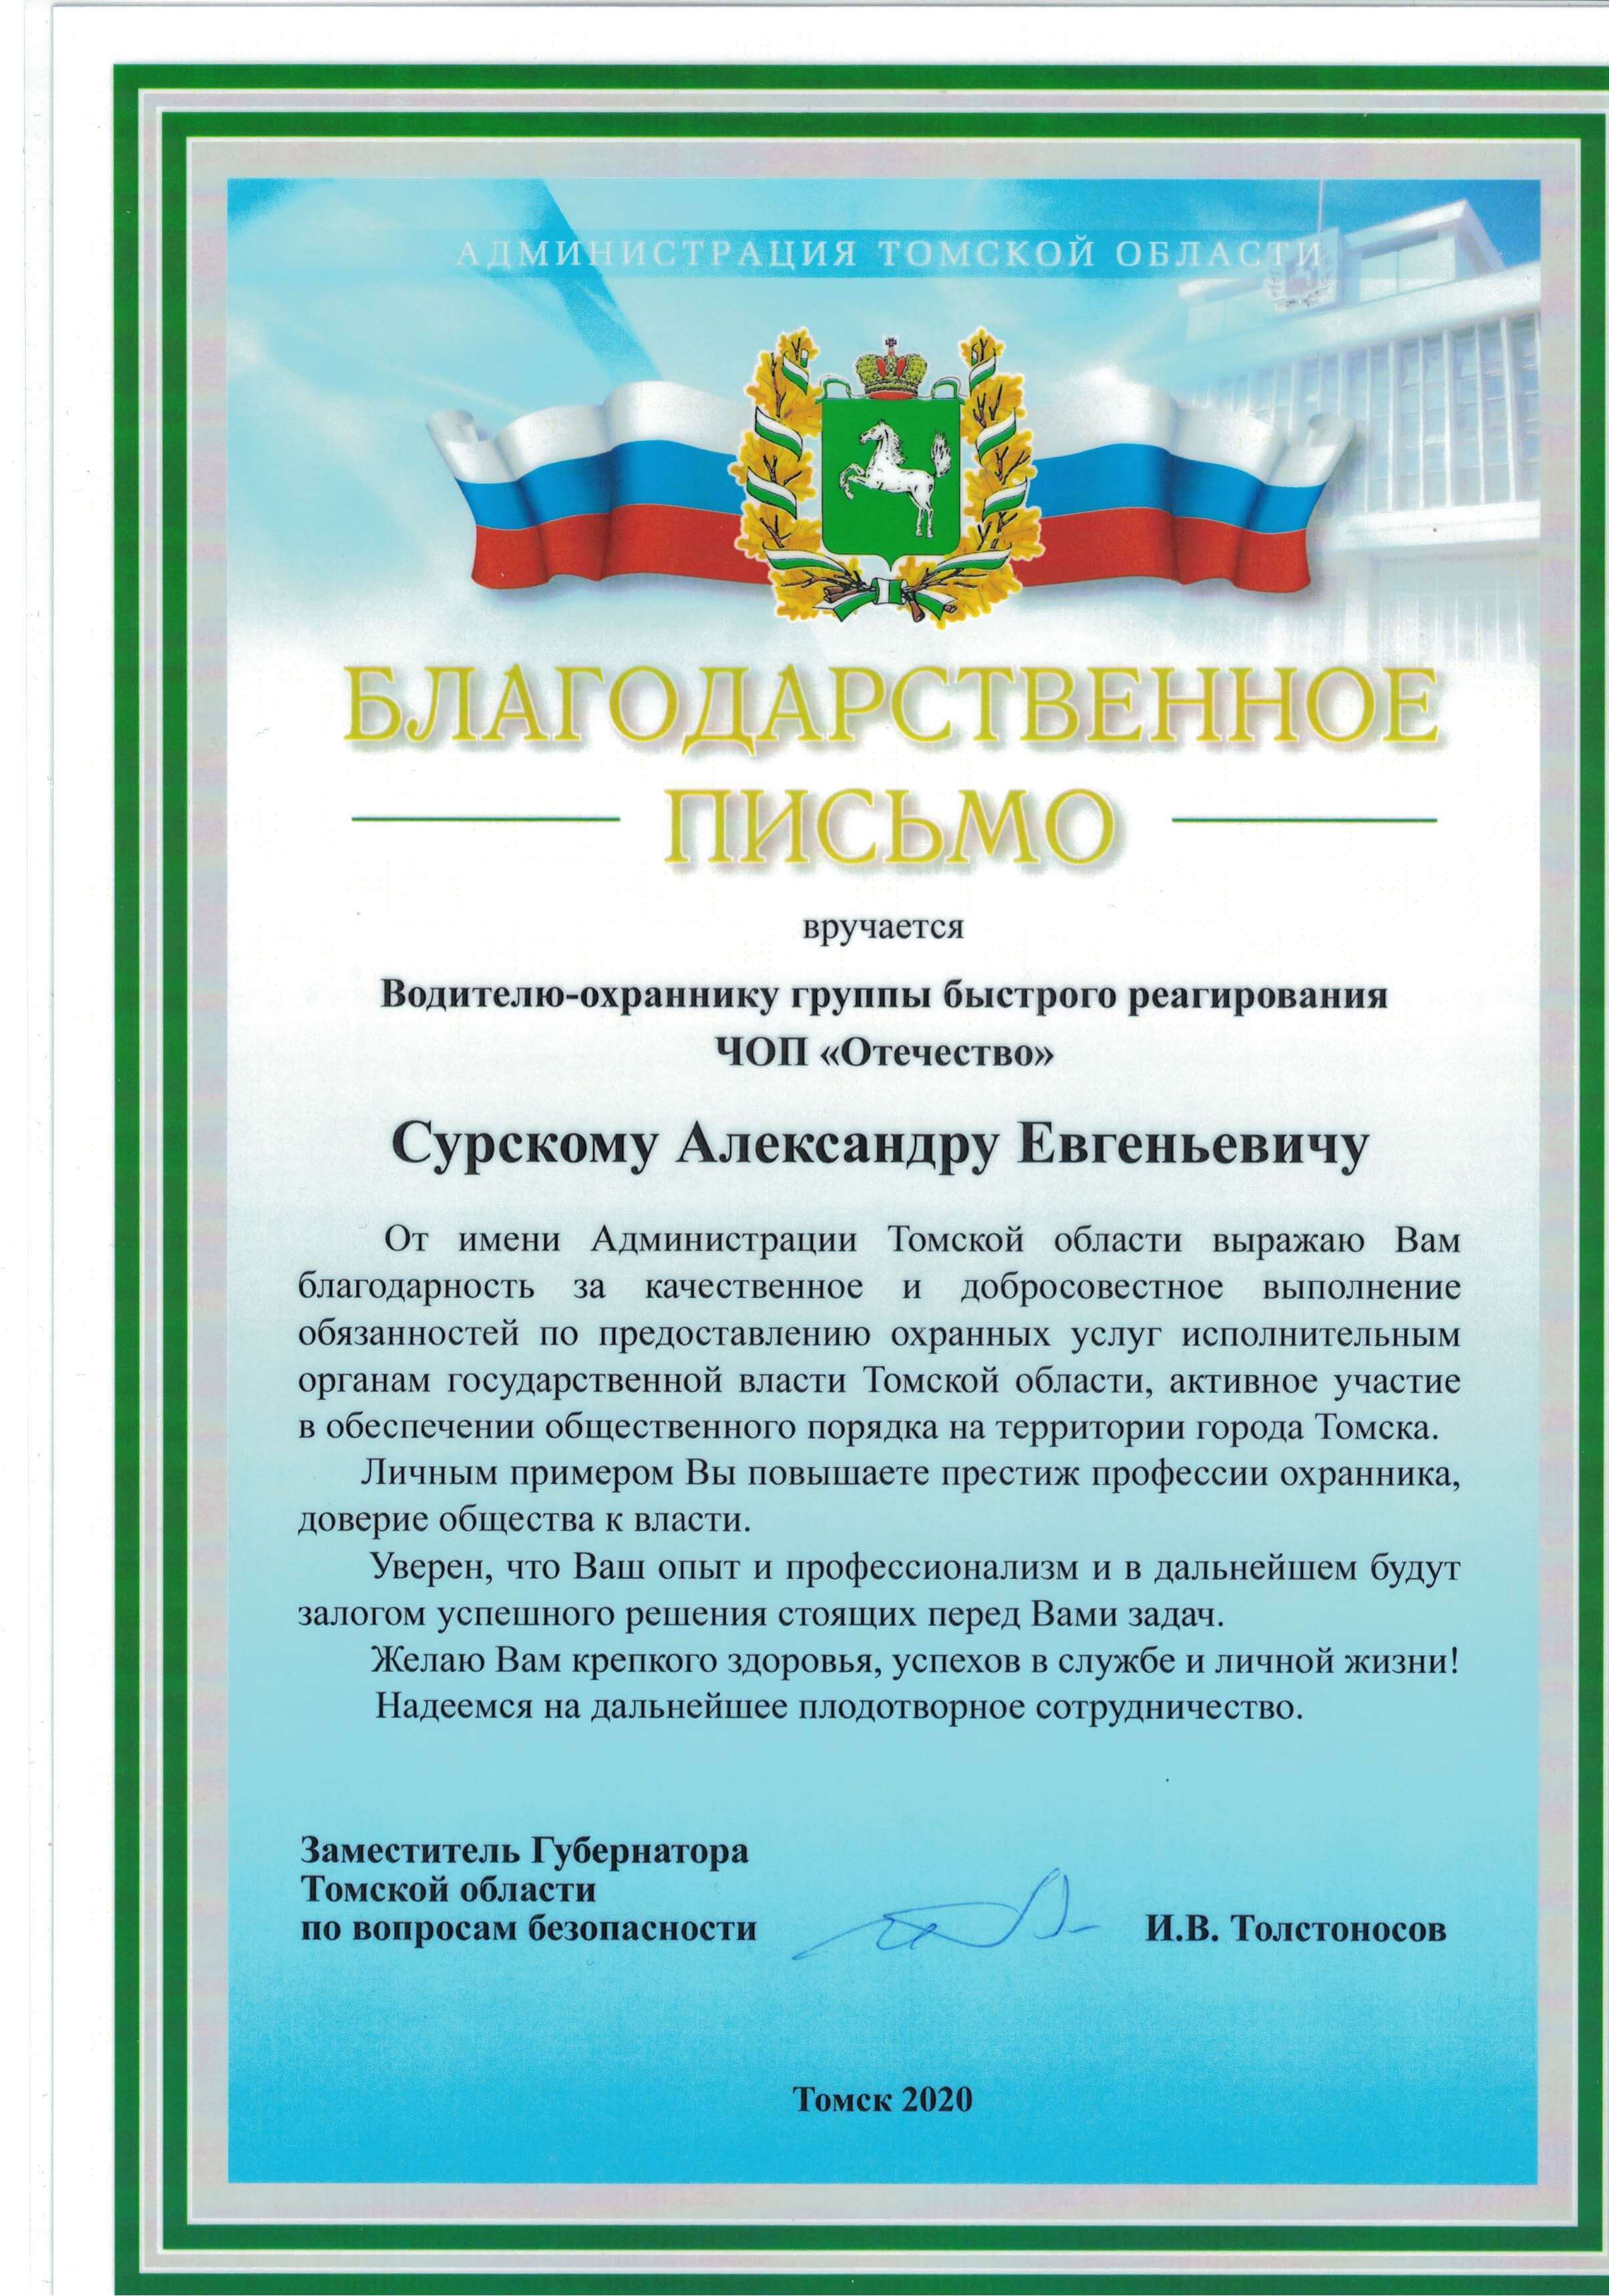 АДМИНИСТРАЦИЯ ТОМСКОЙ ОБЛАСТИ
БЛАГОДАРСТВЕННОЕ
ПИСЬМО
вручается
Водителю-охраннику группы быстрого реагирования
ЧОП «Отечество»
Сурскому Александру Евгеньевичу
От имени Администрации Томской области выражаю Вам
благодарность за качественное и добросовестное выполнение
обязанностей по предоставлению охранных услуг исполнительным
органам государственной власти Томской области, активное участие
в обеспечении общественного порядка на территории города Томска.
Личным примером Вы повышаете престиж профессии охранника,
доверие общества к власти.
Уверен, что Ваш опыт и профессионализм и в дальнейшем будут
залогом успешного решения стоящих перед Вами задач.
Желаю Вам крепкого здоровья, успехов в службе и личной жизни!
Надеемся на дальнейшее плодотворное сотрудничество.
Заместитель Губернатора
Томской области
по вопросам безопасности
И.В. Толстоносов
Томск 2020